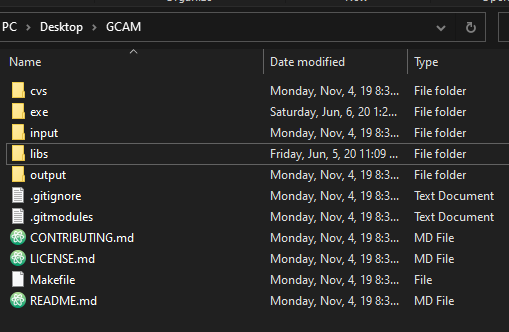 PC > Desktop > GCAM
Name Date modified Type
cvs Monday, Nov, 4, 19 8:3... File folder
exe Saturday, Jun, 6, 20 1:2... File folder
input Monday, Nov, 4, 19 8:3... File folder
libs Friday, Jun, 5, 20 11:09 ... File folder
output Monday, Nov, 4, 19 8:3... File folder
.gitignore Monday, Nov, 4, 19 8:3... Text Document
.gitmodules Monday, Nov, 4, 19 8:3... Text Document
CONTRIBUTING.md Monday, Nov, 4, 19 8:3... MD File
LICENSE.md Monday, Nov, 4, 19 8:3... MD File
Makefile Monday, Nov, 4, 19 8:3... File
README.md Monday, Nov, 4, 19 8:3... MD File